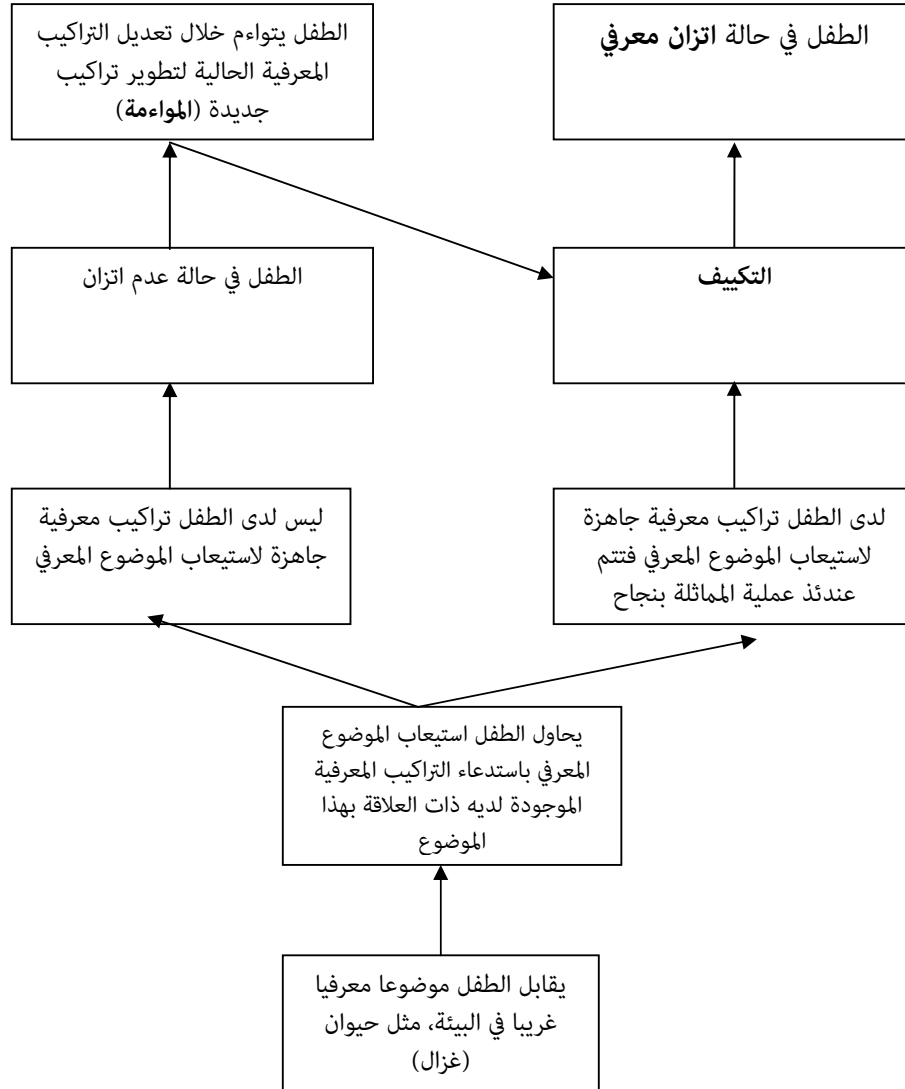 الطفل في حالة اتزان معرفي
الطفل يتواءم خلال تعديل التراكيب
المعرفية الحالية لتطوير تراكيب
جديدة (المواءمة)
التكييف
الطفل في حالة عدم اتزان
لدى الطفل تراكيب معرفية جاهزة
لاستيعاب الموضوع المعرفي فتتم
عندئذ عملية المماثلة بنجاح
ليس لدى الطفل تراكيب معرفية
جاهزة لاستيعاب الموضوع المعرفي
يحاول الطفل استيعاب الموضوع
المعرفي باستدعاء التراكيب المعرفية
الموجودة لديه ذات العلاقة بهذا
الموضوع
يقابل الطفل موضوعا معرفيا
غريبا في البيئة، مثل حيوان
(غزال)